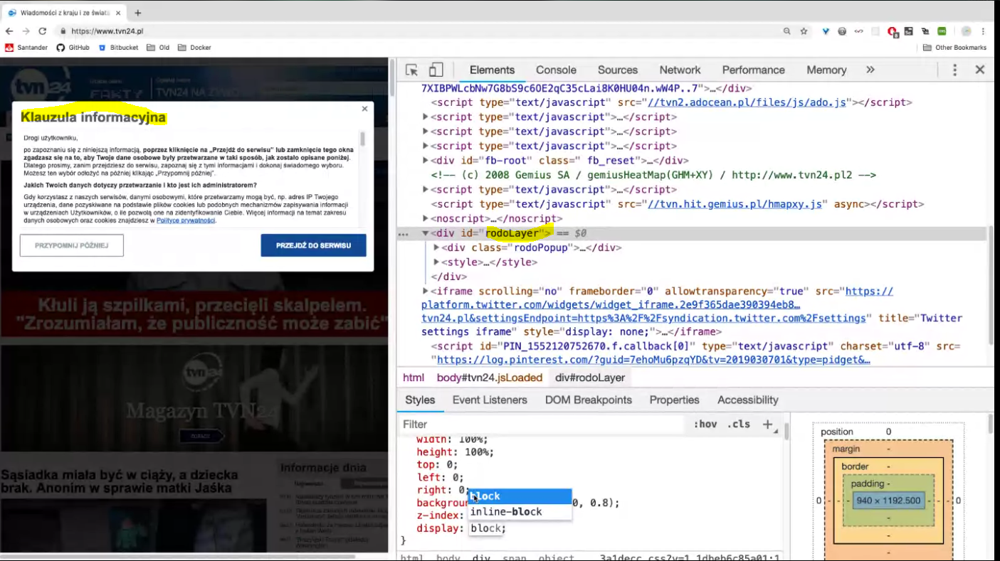 Wiadomości z kraju i ze świata
https://www.tvn24.pl
Santander GitHub Bitbucket Old Docker Other Bookmarks
tvn24
FAKTY
Klauzula informacyjna
Drogi użytkowniku,
po zapoznaniu się z niniejszą informacją, poprzez kliknięcie na „Przejdź do serwisu” lub zamknięcie tego okna
zgadzasz się na to, aby Twoje dane osobowe były przetwarzane w taki sposób, jak zostało opisane poniżej.
Dlatego prosimy, zanim przejdziesz do serwisu, zapoznaj się z tymi informacjami i dokonaj świadomego wyboru.
Możesz ten wybór odłożyć na później klikając „Przypomnij później”.
Jakich Twoich danych dotyczy przetwarzanie i kto jest ich administratorem?
Gdy korzystasz z naszych serwisów, danymi osobowymi, które przetwarzamy mogą być, np. adres IP Twojego
urządzenia, dane pozyskiwane na podstawie plików cookies lub podobnych mechanizmów zapisywania informacji
w urządzeniach Użytkowników, o ile pozwolą one na zidentyfikowanie Ciebie. Więcej informacji na temat zakresu
danych osobowych oraz cookies znajdziesz w Polityce prywatności.
PRZYPOMNIJ PÓŹNIEJ PRZEJDŹ DO SERWISU
Kłuli ją szpilkami, przecięli skalpelem.
"Zrozumiałam, że publiczność może zabić"
tvn24
Magazyn TVN24
ZOBACZ
Sąsiadka miała być w ciąży, a dziecka
brak. Anonim w sprawie matki Jaśka
Informacje dnia
Najnowsze
Elements Console Sources Network Performance Memory »
7XIBPWLcbNw7G8bS9c6OE2qC35cLai8K0HU04n.wW4P..7">…</div>
<script type="text/javascript" src="//tvn2.adocean.pl/files/js/ado.js"></script>
<script type="text/javascript">…</script>
<script type="text/javascript">…</script>
<script type="text/javascript">…</script>
<div id="fb-root" class=" fb_reset">…</div>
<!-- (c) 2008 Gemius SA / gemiusHeatMap(GHM+XY) / http://www.tvn24.pl2 -->
<script type="text/javascript">…</script>
<script type="text/javascript" src="//tvn.hit.gemius.pl/hmapxy.js" async></script>
<noscript>…</noscript>
<div id="rodoLayer"> == $0
<div class="rodoPopup">…</div>
<style>…</style>
</div>
<iframe scrolling="no" frameborder="0" allowtransparency="true" src="https://
platform.twitter.com/widgets/widget_iframe.2e9f365dae390394eb8…
tvn24.pl&settingsEndpoint=https%3A%2F%2Fsyndication.twitter.com%2Fsettings" title="Twitter
settings iframe" style="display: none;">…</iframe>
<script id="PIN_1552120752670.f.callback[0]" type="text/javascript" charset="utf-8" src=
"https://log.pinterest.com/?guid=7ehoMu6pzqYD&tv=2019030701&type=pidget&…
html body#tvn24.jsLoaded div#rodoLayer
Styles Event Listeners DOM Breakpoints Properties Accessibility
Filter :hov .cls +
width: 100%;
height: 100%;
top: 0;
left: 0;
right: 0;
block
0, 0.8);
inline-block
z-index:
display: block;
}
html body div span object 3a1decc.css?v=1
position 0
margin -
border -
padding -
0 - - - 940 × 1192.500 - - - 0
-
-
-